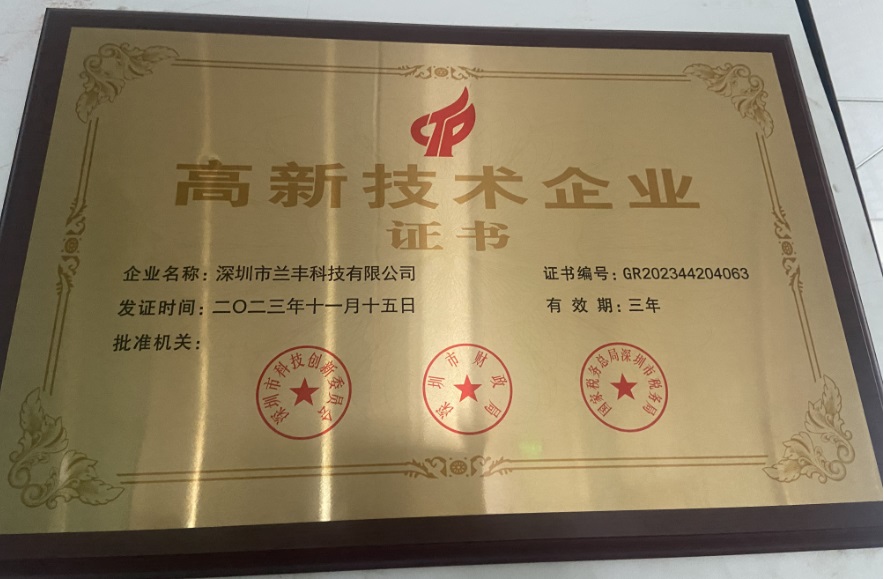 高新技术企业
证书
企业名称：深圳市兰丰科技有限公司
证书编号：GR202344204063
发证时间：二〇二三年十一月十五日
有 效 期：三年
批准机关：
深圳市科技创新委员会
深圳市财政局
国家税务总局深圳市税务局